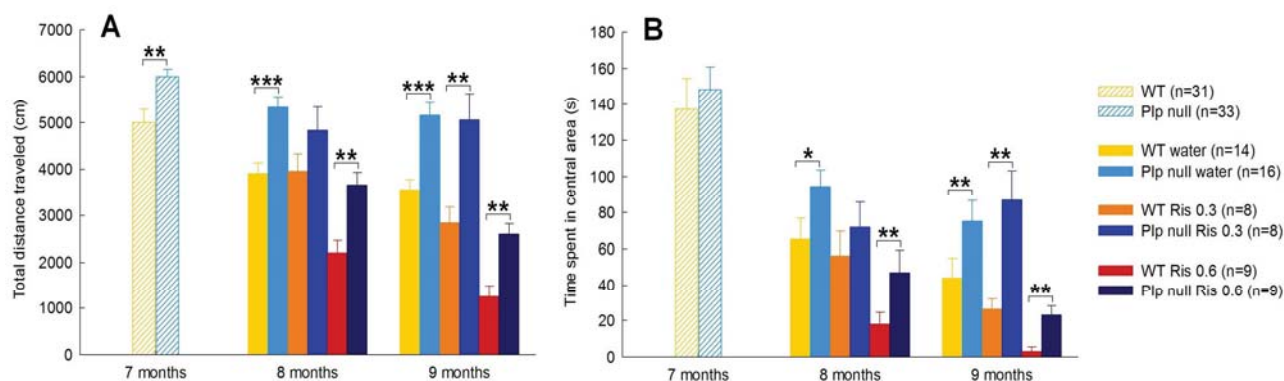 A
Total distance traveled (cm)
7000
6000
5000
4000
3000
2000
1000
0
**
***
**
***
**
**
7 months
8 months
9 months
B
Time spent in central area (s)
180
160
140
120
100
80
60
40
20
0
*
**
**
**
**
7 months
8 months
9 months
WT (n=31)
Plp null (n=33)
WT water (n=14)
Plp null water (n=16)
WT Ris 0.3 (n=8)
Plp null Ris 0.3 (n=8)
WT Ris 0.6 (n=9)
Plp null Ris 0.6 (n=9)